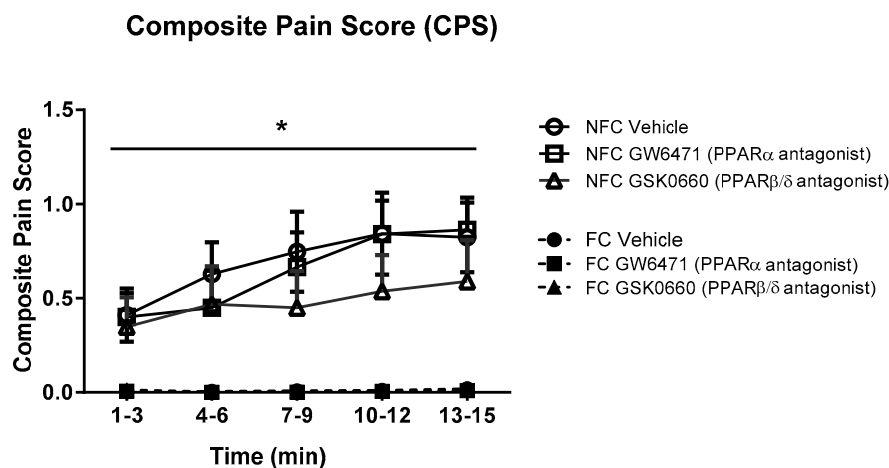 Composite Pain Score (CPS)
Composite Pain Score
1.5
1.0
0.5
0.0
*
1-3 4-6 7-9 10-12 13-15
Time (min)
NFC Vehicle
NFC GW6471 (PPARα antagonist)
NFC GSK0660 (PPARβ/δ antagonist)
FC Vehicle
FC GW6471 (PPARα antagonist)
FC GSK0660 (PPARβ/δ antagonist)